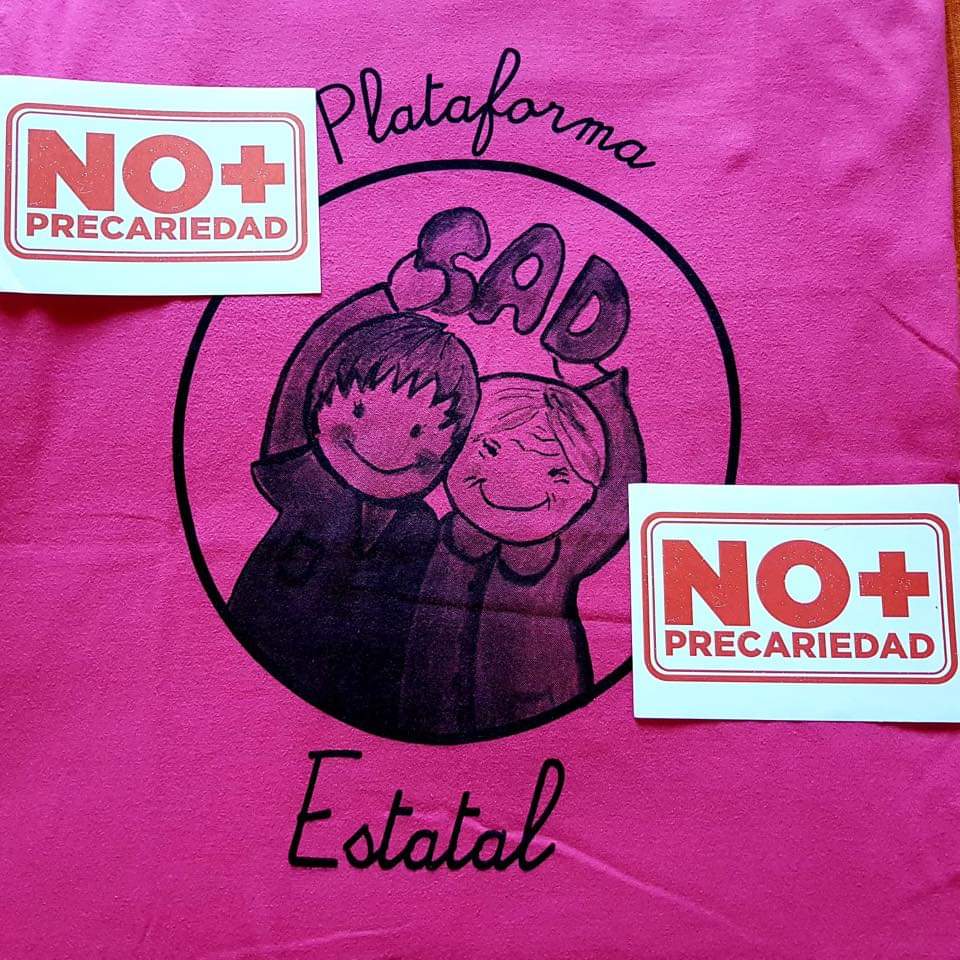 Plataforma
NO+
PRECARIEDAD
SAD
NO+
PRECARIEDAD
Estatal